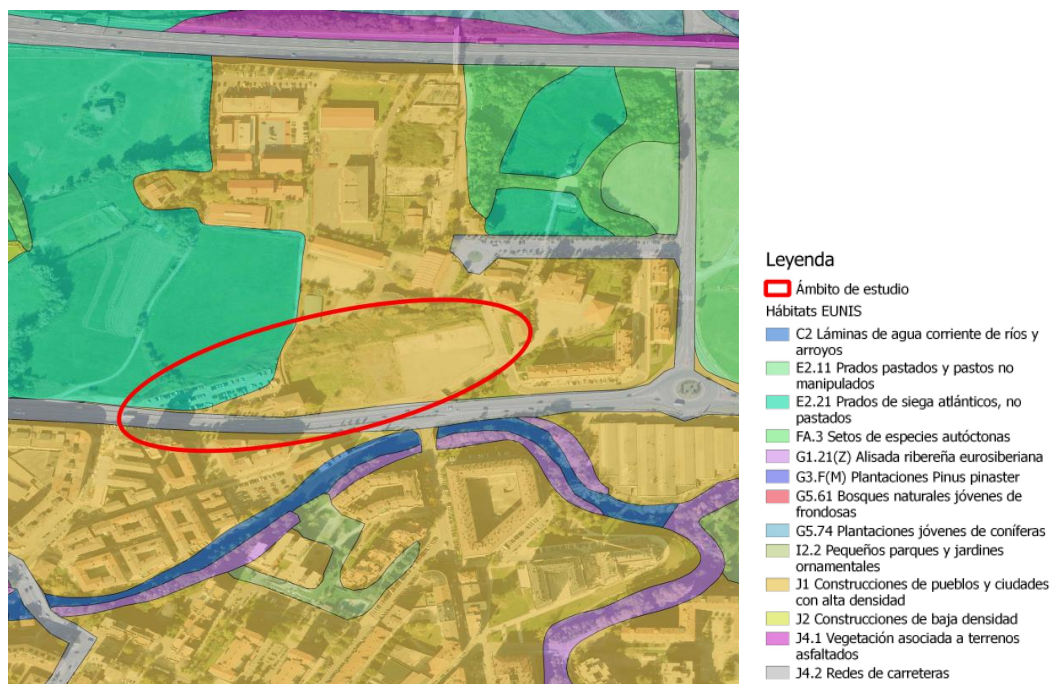 Leyenda
Ámbito de estudio
Hábitats EUNIS
C2 Láminas de agua corriente de ríos y
arroyos
E2.11 Prados pastados y pastos no
manipulados
E2.21 Prados de siega atlánticos, no
pastados
FA.3 Setos de especies autóctonas
G1.21(Z) Alisada ribereña eurosiberiana
G3.F(M) Plantaciones Pinus pinaster
G5.61 Bosques naturales jóvenes de
frondosas
G5.74 Plantaciones jóvenes de coníferas
I2.2 Pequeños parques y jardines
ornamentales
J1 Construcciones de pueblos y ciudades
con alta densidad
J2 Construcciones de baja densidad
J4.1 Vegetación asociada a terrenos
asfaltados
J4.2 Redes de carreteras